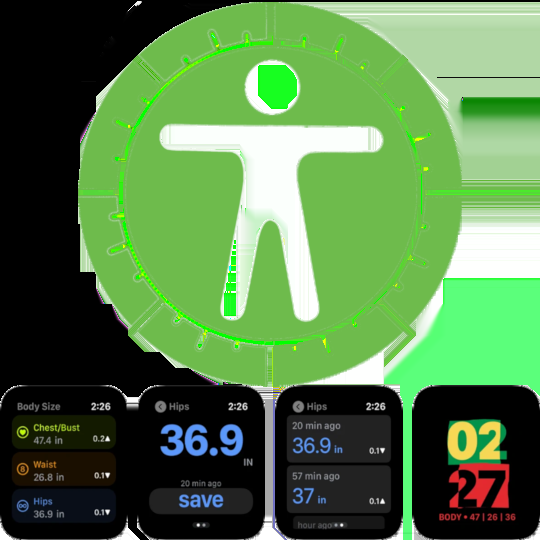 Body Size 2:26
Chest/Bust
47.4 in 0.2▲
Waist
26.8 in 0.1▼
Hips
36.9 in 0.1▼
Hips 2:26
36.9
IN
20 min ago
save
Hips 2:26
20 min ago
36.9 in 0.1▼
57 min ago
37 in 0.1▲
hour ago
02
27
BODY • 47 | 26 | 36